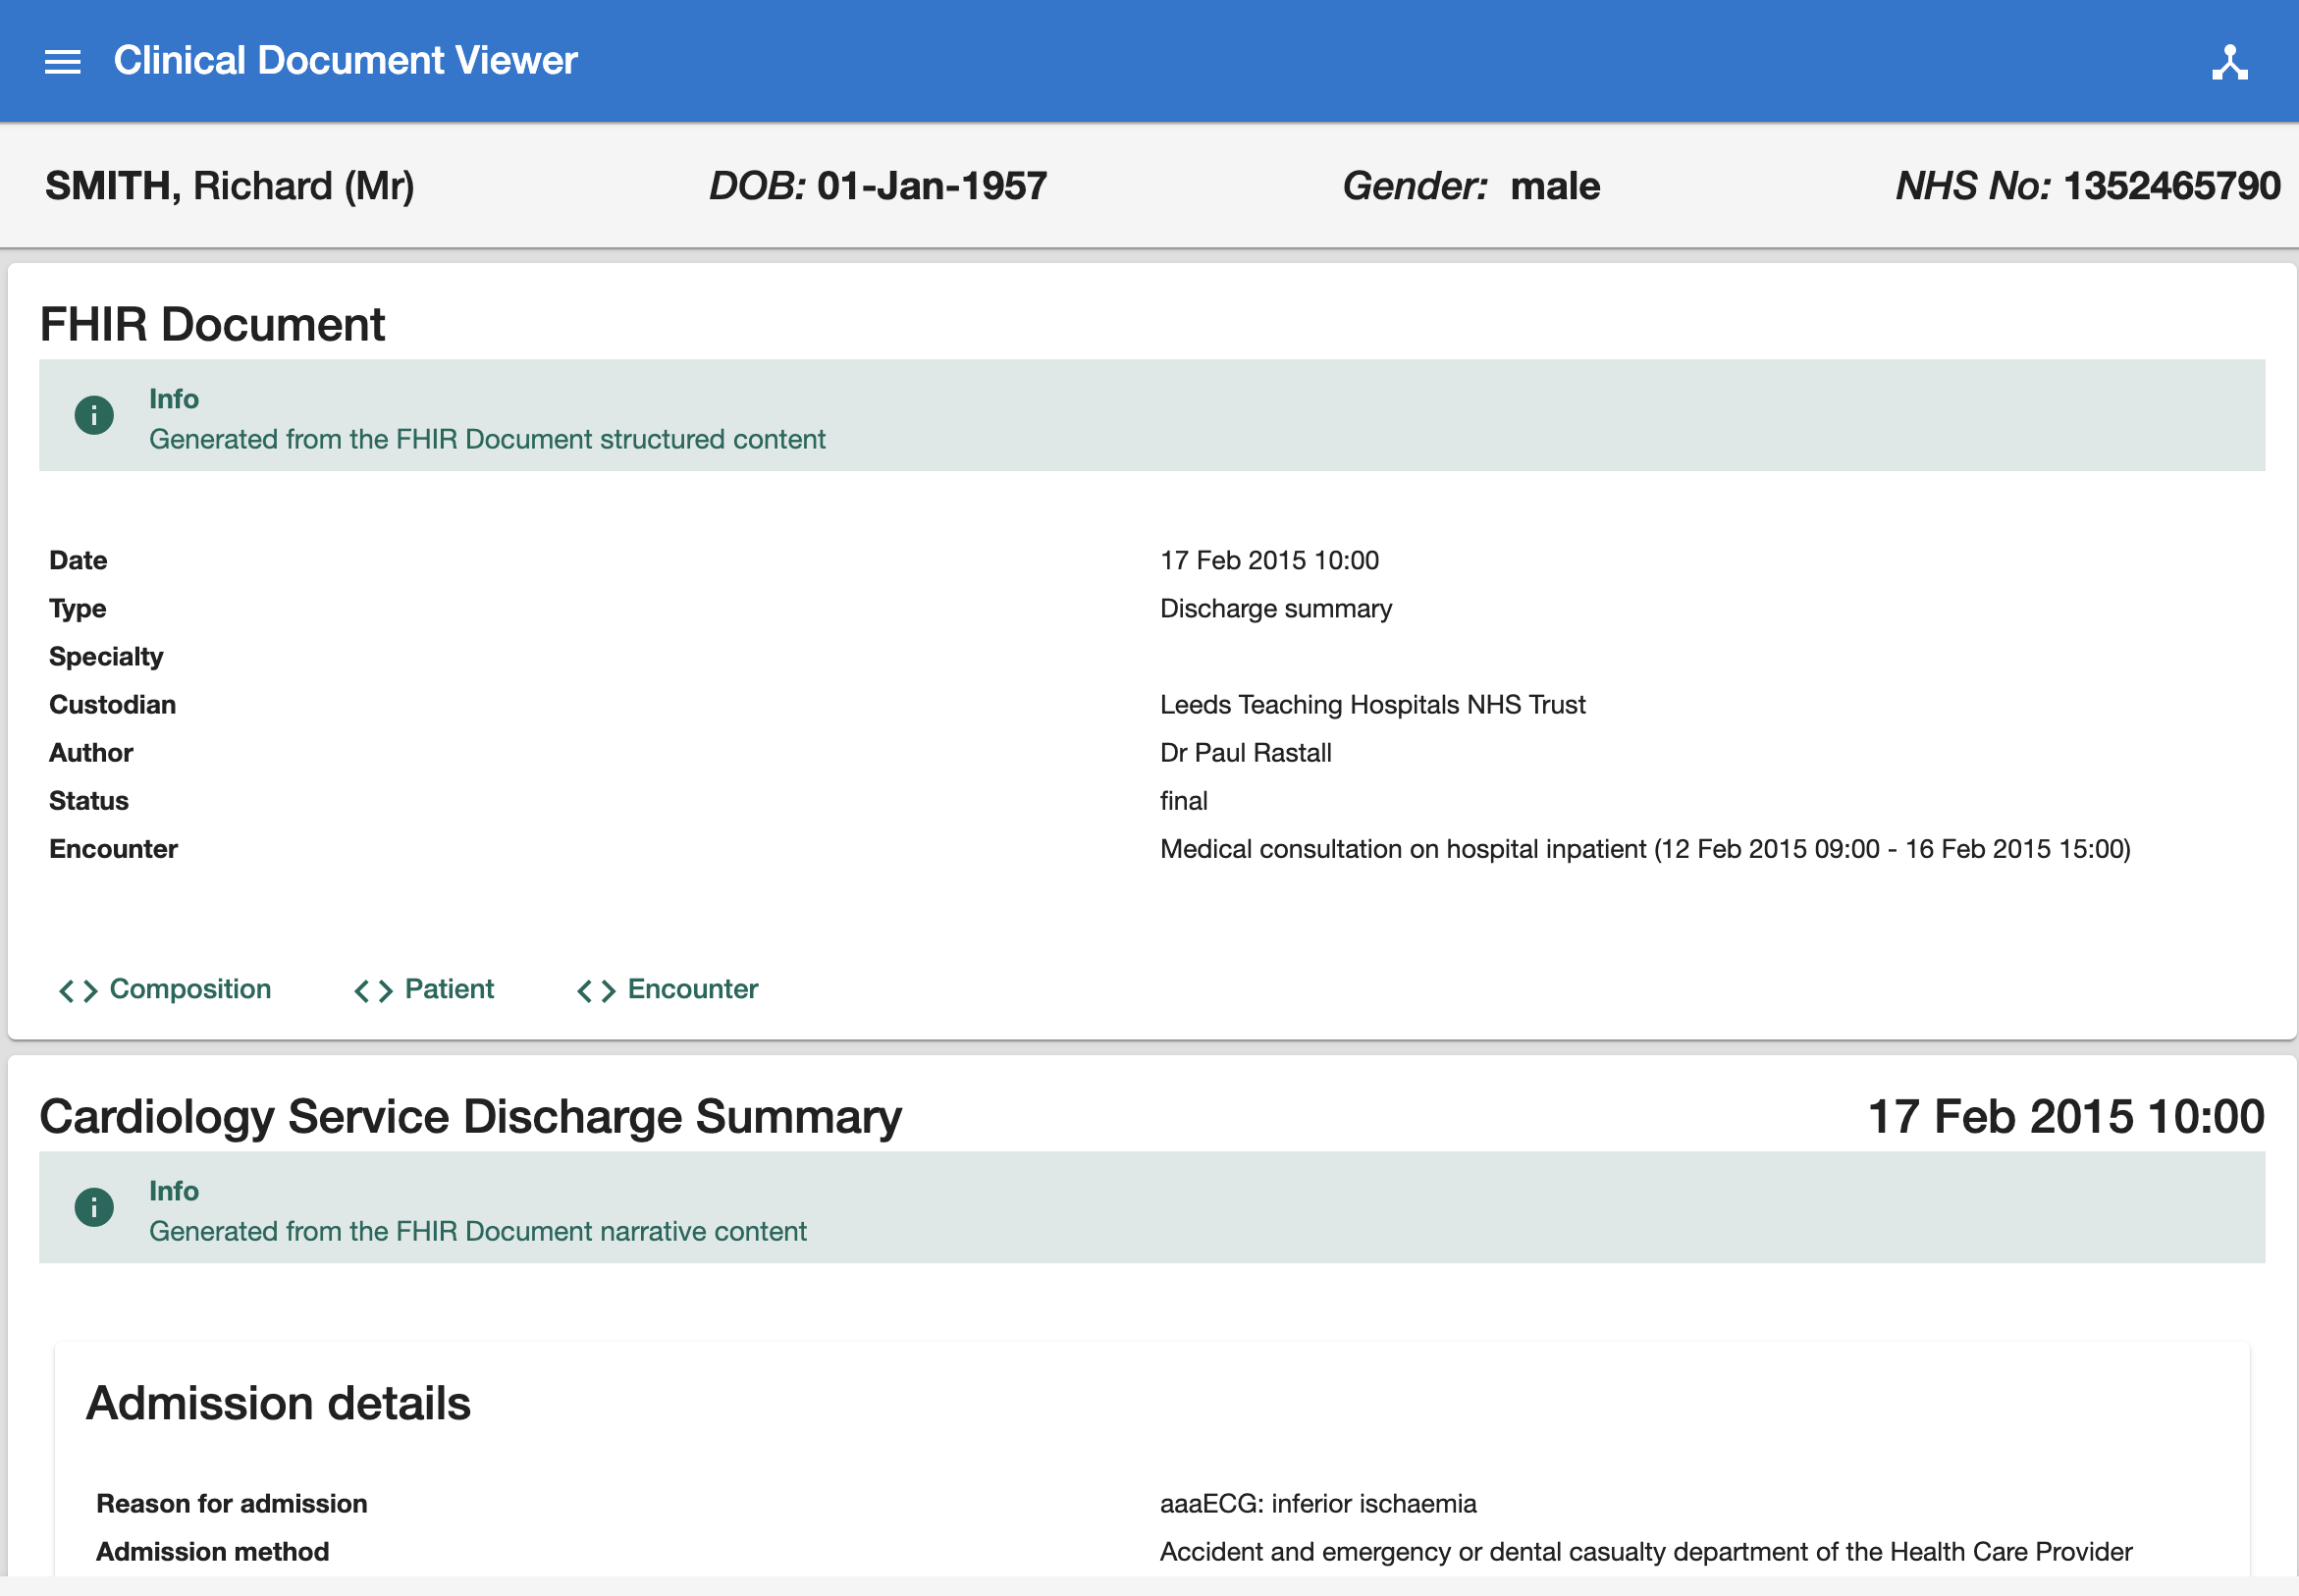 Clinical Document Viewer
SMITH, Richard (Mr) DOB: 01-Jan-1957 Gender: male NHS No: 1352465790
FHIR Document
Info
Generated from the FHIR Document structured content
Date 17 Feb 2015 10:00
Type Discharge summary
Specialty
Custodian Leeds Teaching Hospitals NHS Trust
Author Dr Paul Rastall
Status final
Encounter Medical consultation on hospital inpatient (12 Feb 2015 09:00 - 16 Feb 2015 15:00)
<> Composition <> Patient <> Encounter
Cardiology Service Discharge Summary 17 Feb 2015 10:00
Info
Generated from the FHIR Document narrative content
Admission details
Reason for admission aaaECG: inferior ischaemia
Admission method Accident and emergency or dental casualty department of the Health Care Provider